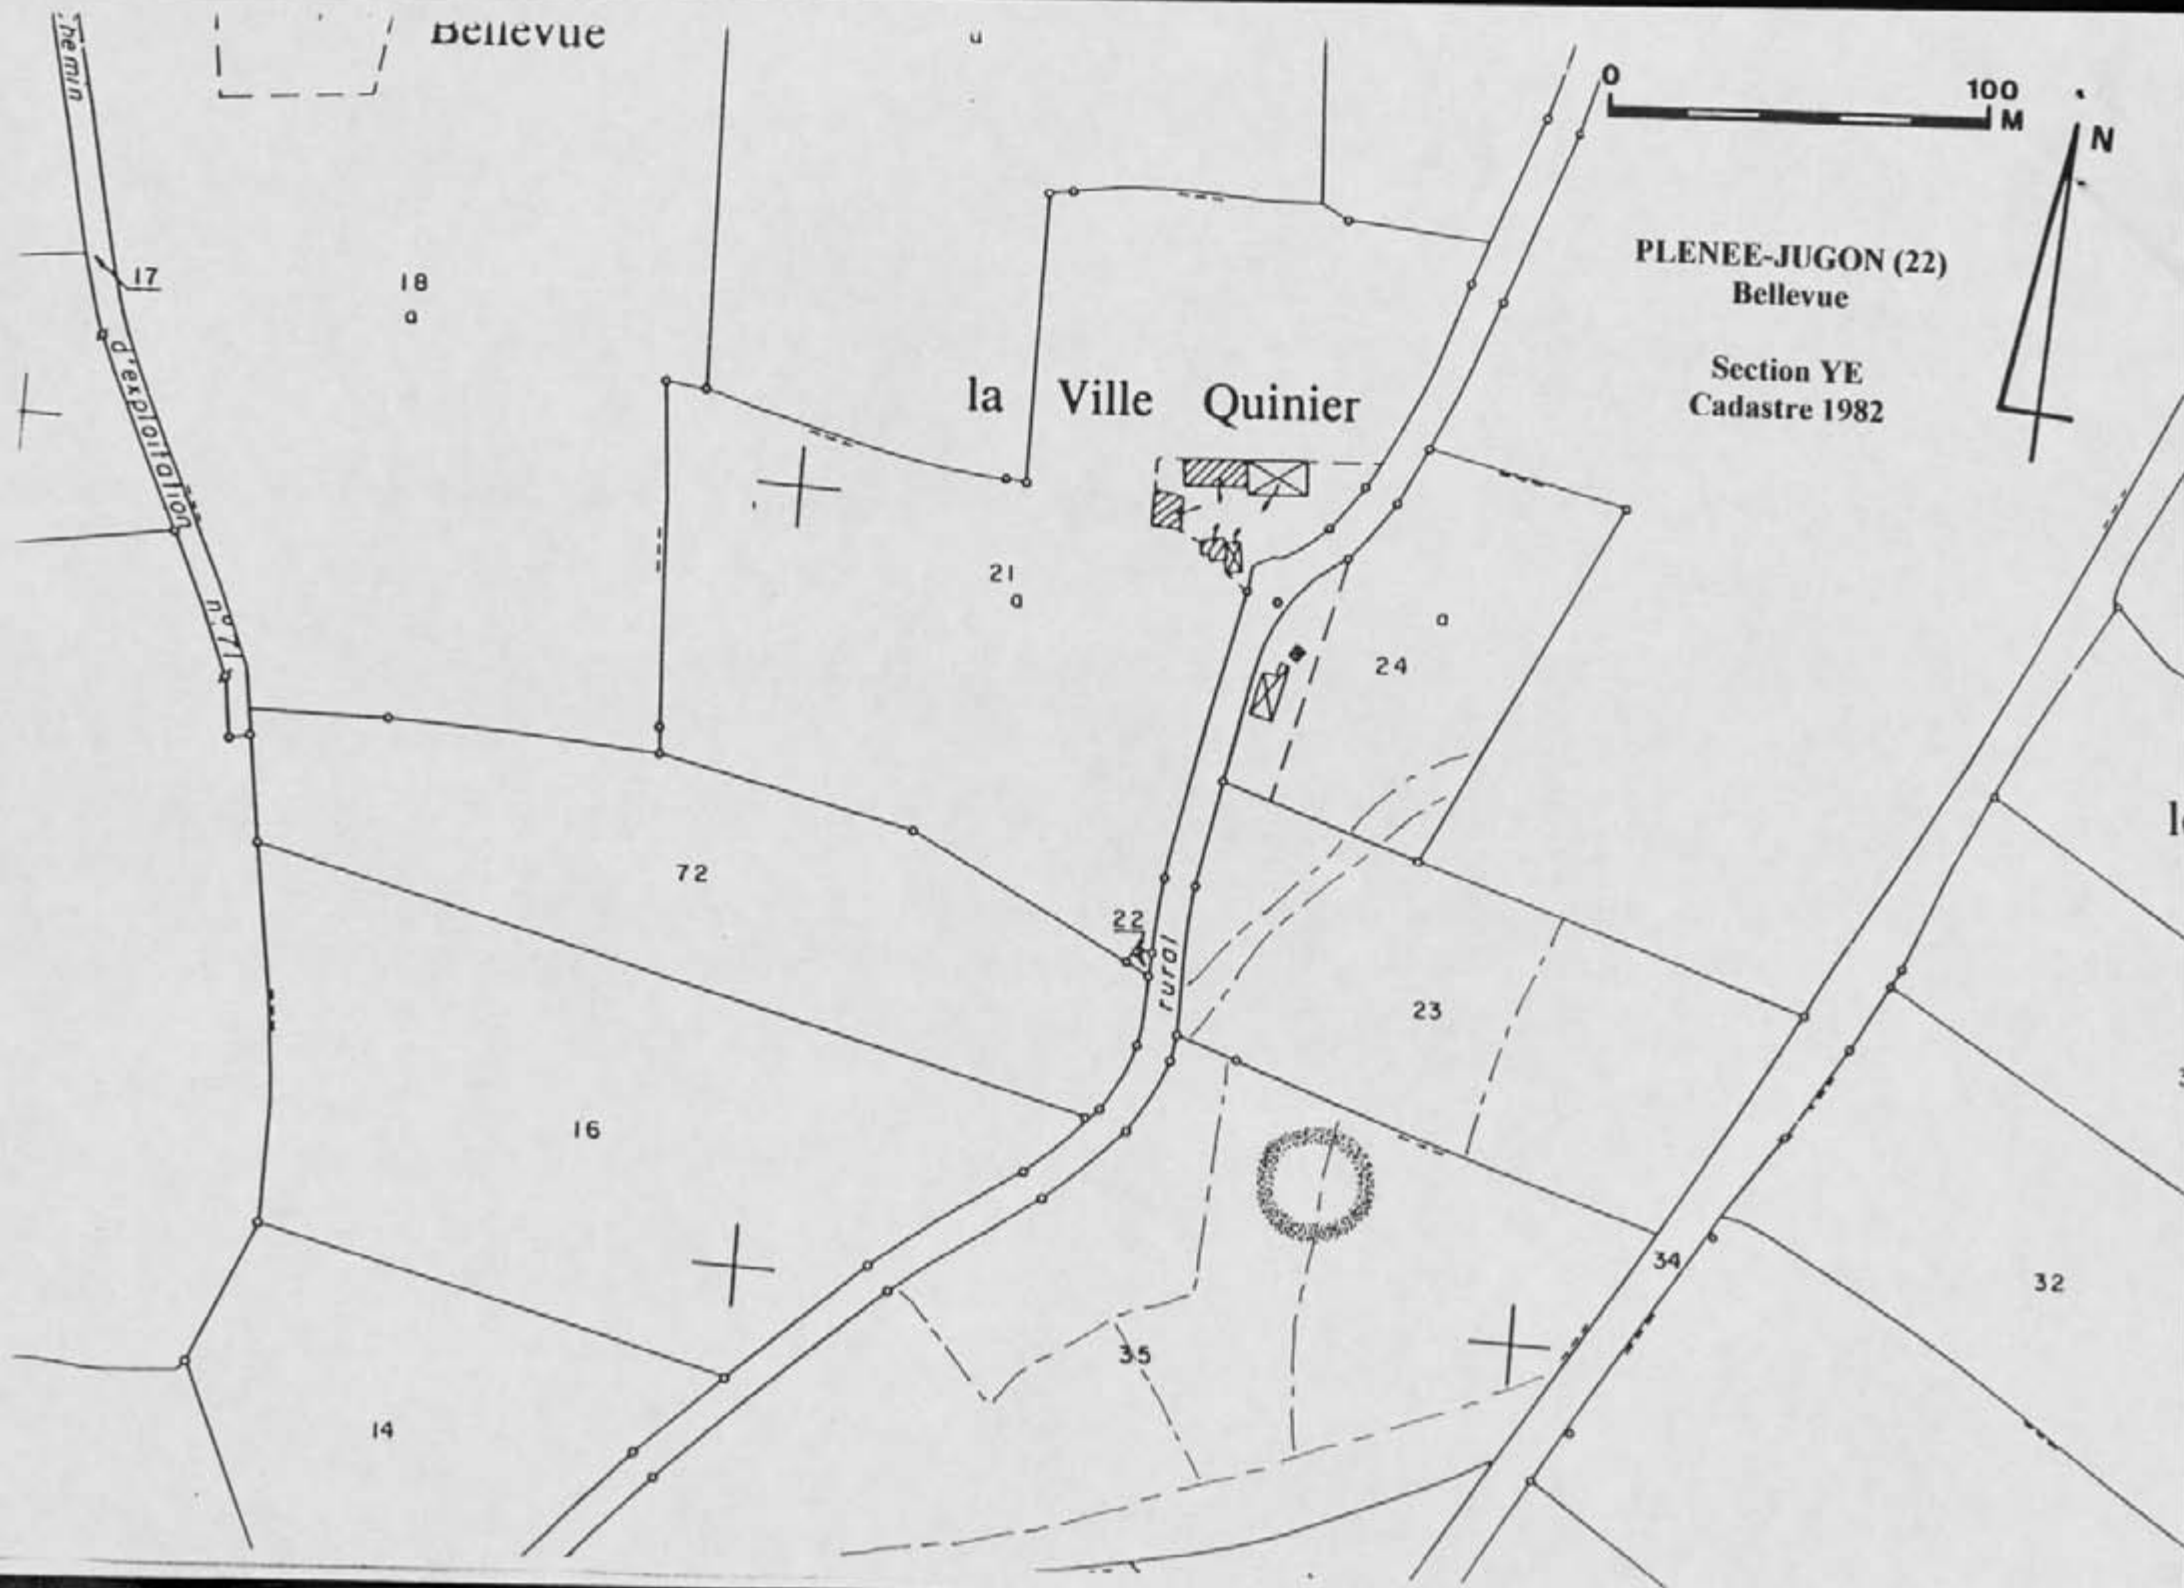 Bellevue
0 100
M
N
PLENEE-JUGON (22)
Bellevue
Section YE
Cadastre 1982
17
18
a
d'exploitation
n° 71
la Ville Quinier
21
a
a
24
72
22
rural
23
16
34
32
35
14